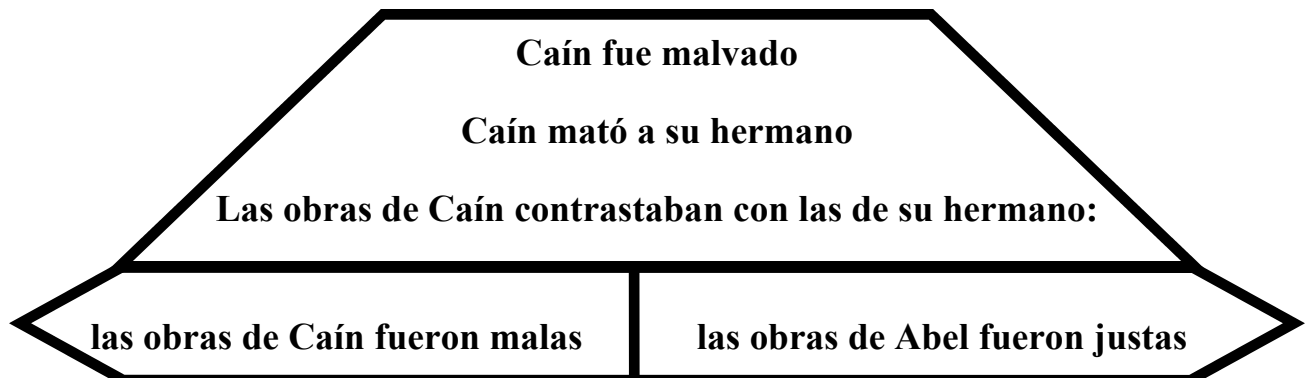 Caín fue malvado
Caín mató a su hermano
Las obras de Caín contrastaban con las de su hermano:
las obras de Caín fueron malas
las obras de Abel fueron justas